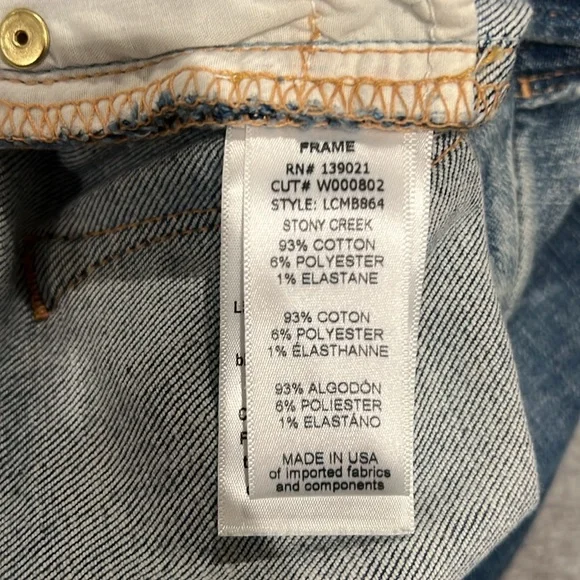 FRAME
RN# 139021
CUT# W000802
STYLE: LCMB864
STONY CREEK
93% COTTON
6% POLYESTER
1% ELASTANE
93% COTON
6% POLYESTER
1% ÉLASTHANNE
93% ALGODÓN
6% POLIESTER
1% ELASTÁNO
MADE IN USA
of imported fabrics
and components